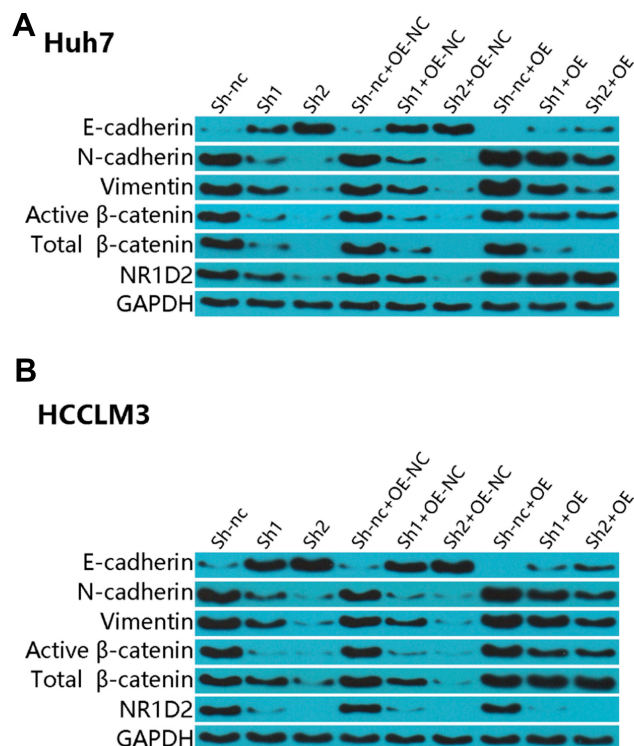 A
Huh7
Sh-nc
Sh1
Sh2
Sh-nc+OE-NC
Sh1+OE-NC
Sh2+OE-NC
Sh-nc+OE
Sh1+OE
Sh2+OE
E-cadherin
N-cadherin
Vimentin
Active β-catenin
Total β-catenin
NR1D2
GAPDH
B
HCCLM3
Sh-nc
Sh1
Sh2
Sh-nc+OE-NC
Sh1+OE-NC
Sh2+OE-NC
Sh-nc+OE
Sh1+OE
Sh2+OE
E-cadherin
N-cadherin
Vimentin
Active β-catenin
Total β-catenin
NR1D2
GAPDH